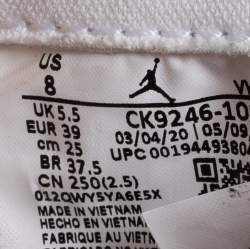 US
8
UK 5.5
EUR 39
cm 25
BR 37.5
CN 250(2.5)
012QWY5YA6E5X
MADE IN VIETNAM
HECHO EN VIETNAM
FABRIQUE AU VIETNAM
CK9246-10
03/04/20 05/09
UPC 0019449380